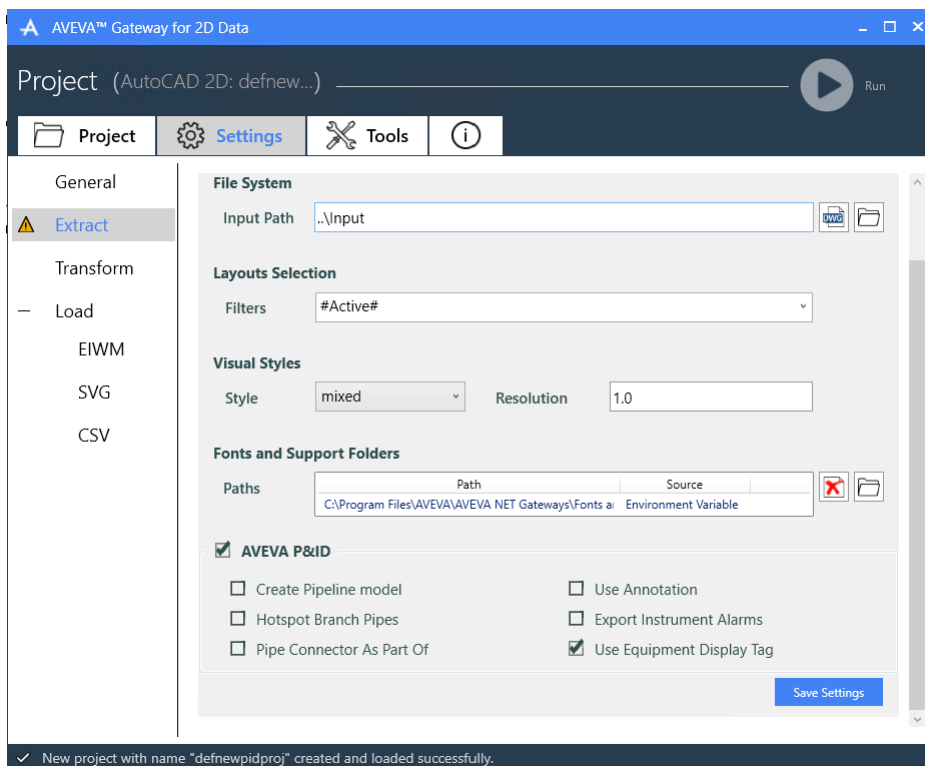 AVEVA™ Gateway for 2D Data
Project (AutoCAD 2D: defnew...)
Run
Project
Settings
Tools
General
Extract
Transform
Load
EIWM
SVG
CSV
File System
Input Path ..\Input
DWG
Layouts Selection
Filters #Active#
Visual Styles
Style mixed Resolution 1.0
Fonts and Support Folders
Paths
Path Source
C:\Program Files\AVEVA\AVEVA NET Gateways\Fonts a Environment Variable
AVEVA P&ID
Create Pipeline model Use Annotation
Hotspot Branch Pipes Export Instrument Alarms
Pipe Connector As Part Of Use Equipment Display Tag
Save Settings
New project with name "defnewpidproj" created and loaded successfully.